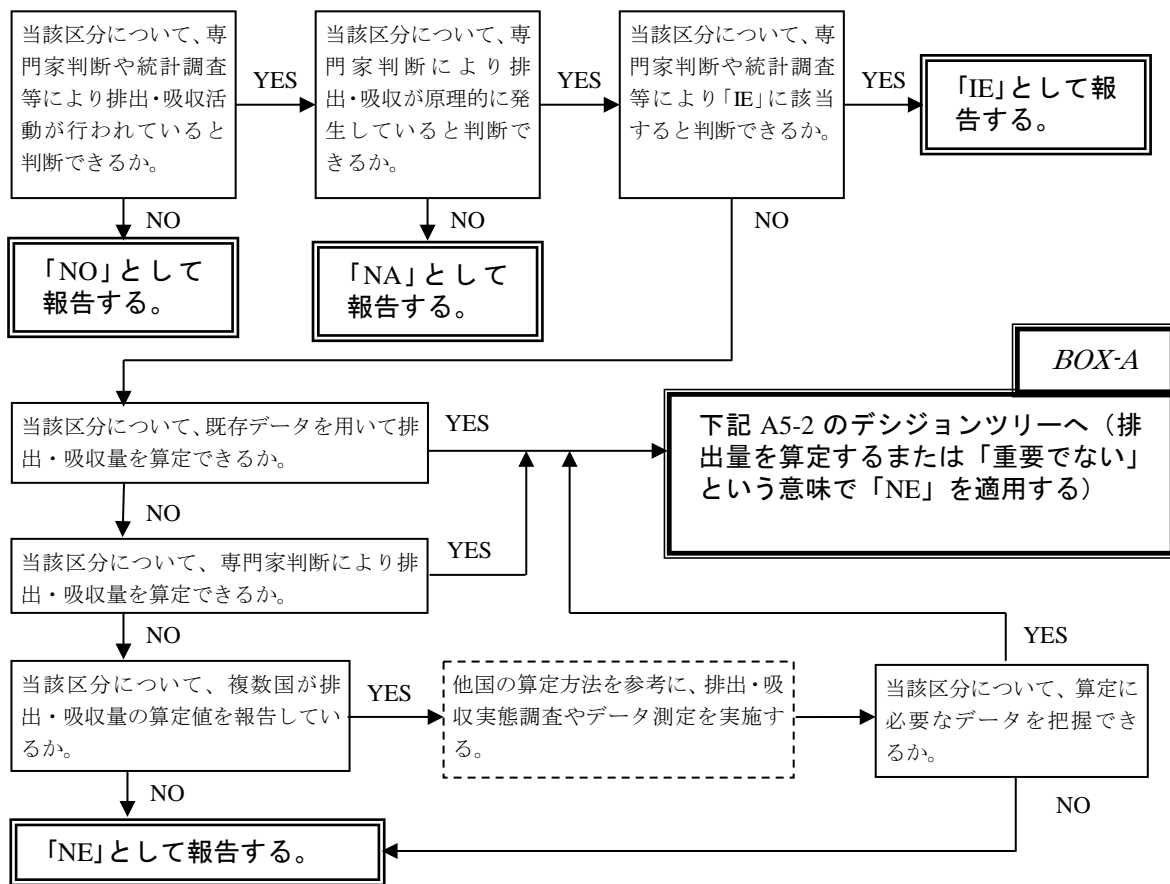 当該区分について、専
門家判断や統計調査
等により排出・吸収活
動が行われていると
判断できるか。
YES
当該区分について、専
門家判断により排
出・吸収が原理的に発
生していると判断で
きるか。
YES
当該区分について、専
門家判断や統計調査
等により「IE」に該当
すると判断できるか。
YES
「IE」として報
告する。
NO
NO
NO
「NO」として
報告する。
「NA」として
報告する。
BOX-A
下記 A5-2 のデシジョンツリーへ（排
出量を算定するまたは「重要でない」
という意味で「NE」を適用する）
当該区分について、既存データを用いて排
出・吸収量を算定できるか。
YES
NO
当該区分について、専門家判断により排
出・吸収量を算定できるか。
YES
NO
当該区分について、複数国が排
出・吸収量の算定値を報告してい
るか。
YES
他国の算定方法を参考に、排出・吸
収実態調査やデータ測定を実施す
る。
YES
当該区分について、算定に
必要なデータを把握でき
るか。
NO
NO
「NE」として報告する。